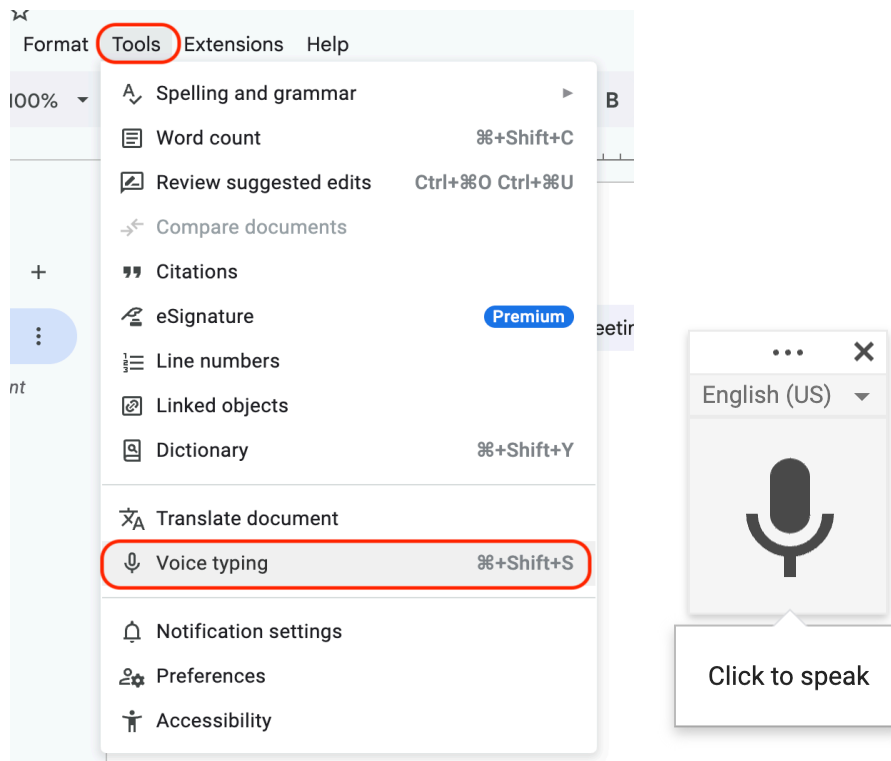 Format Tools Extensions Help
100% B
Spelling and grammar
Word count ⌘+Shift+C
Review suggested edits Ctrl+⌘O Ctrl+⌘U
Compare documents
Citations
eSignature Premium
Line numbers
Linked objects
Dictionary ⌘+Shift+Y
Translate document
Voice typing ⌘+Shift+S
Notification settings
Preferences
Accessibility
English (US)
Click to speak